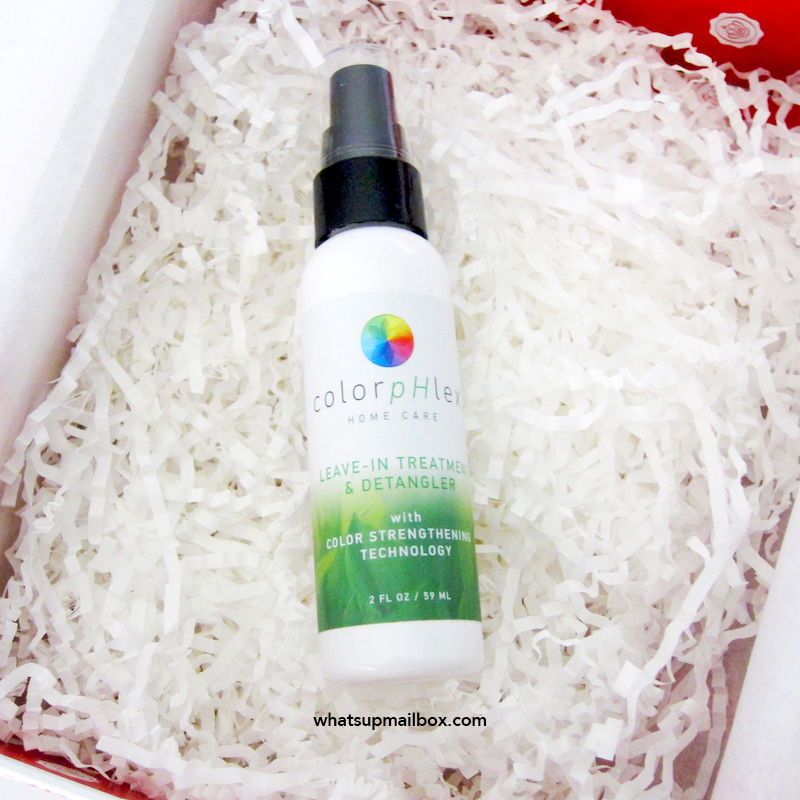 colorpHlex
HOME CARE
LEAVE-IN TREATMENT
& DETANGLER
with
COLOR STRENGTHENING
TECHNOLOGY
2 FL OZ / 59 ML
whatsupmailbox.com